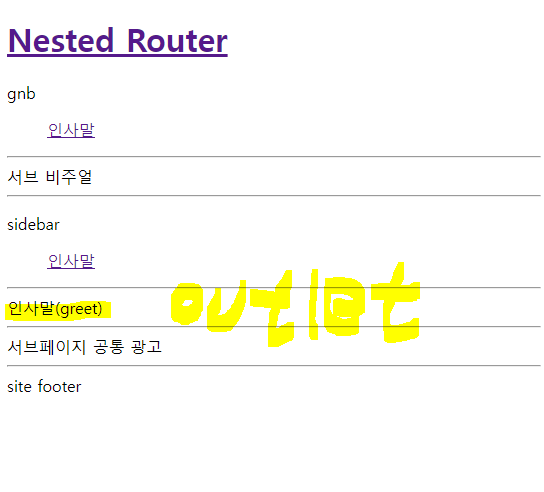 Nested Router
gnb
인사말
서브 비주얼
sidebar
인사말
인사말(greet) outlet
서브페이지 공통 광고
site footer